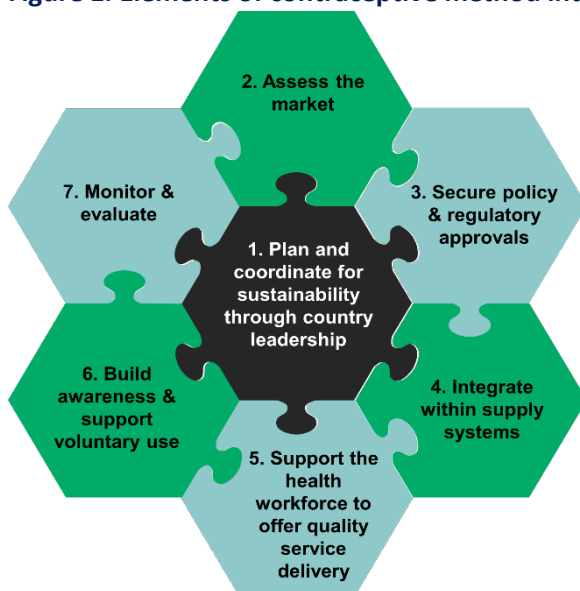 2. Assess the
market
7. Monitor &
evaluate
3. Secure policy
& regulatory
approvals
1. Plan and
coordinate for
sustainability
through country
leadership
6. Build
awareness &
support
voluntary use
4. Integrate
within supply
systems
5. Support the
health
workforce to
offer quality
service
delivery